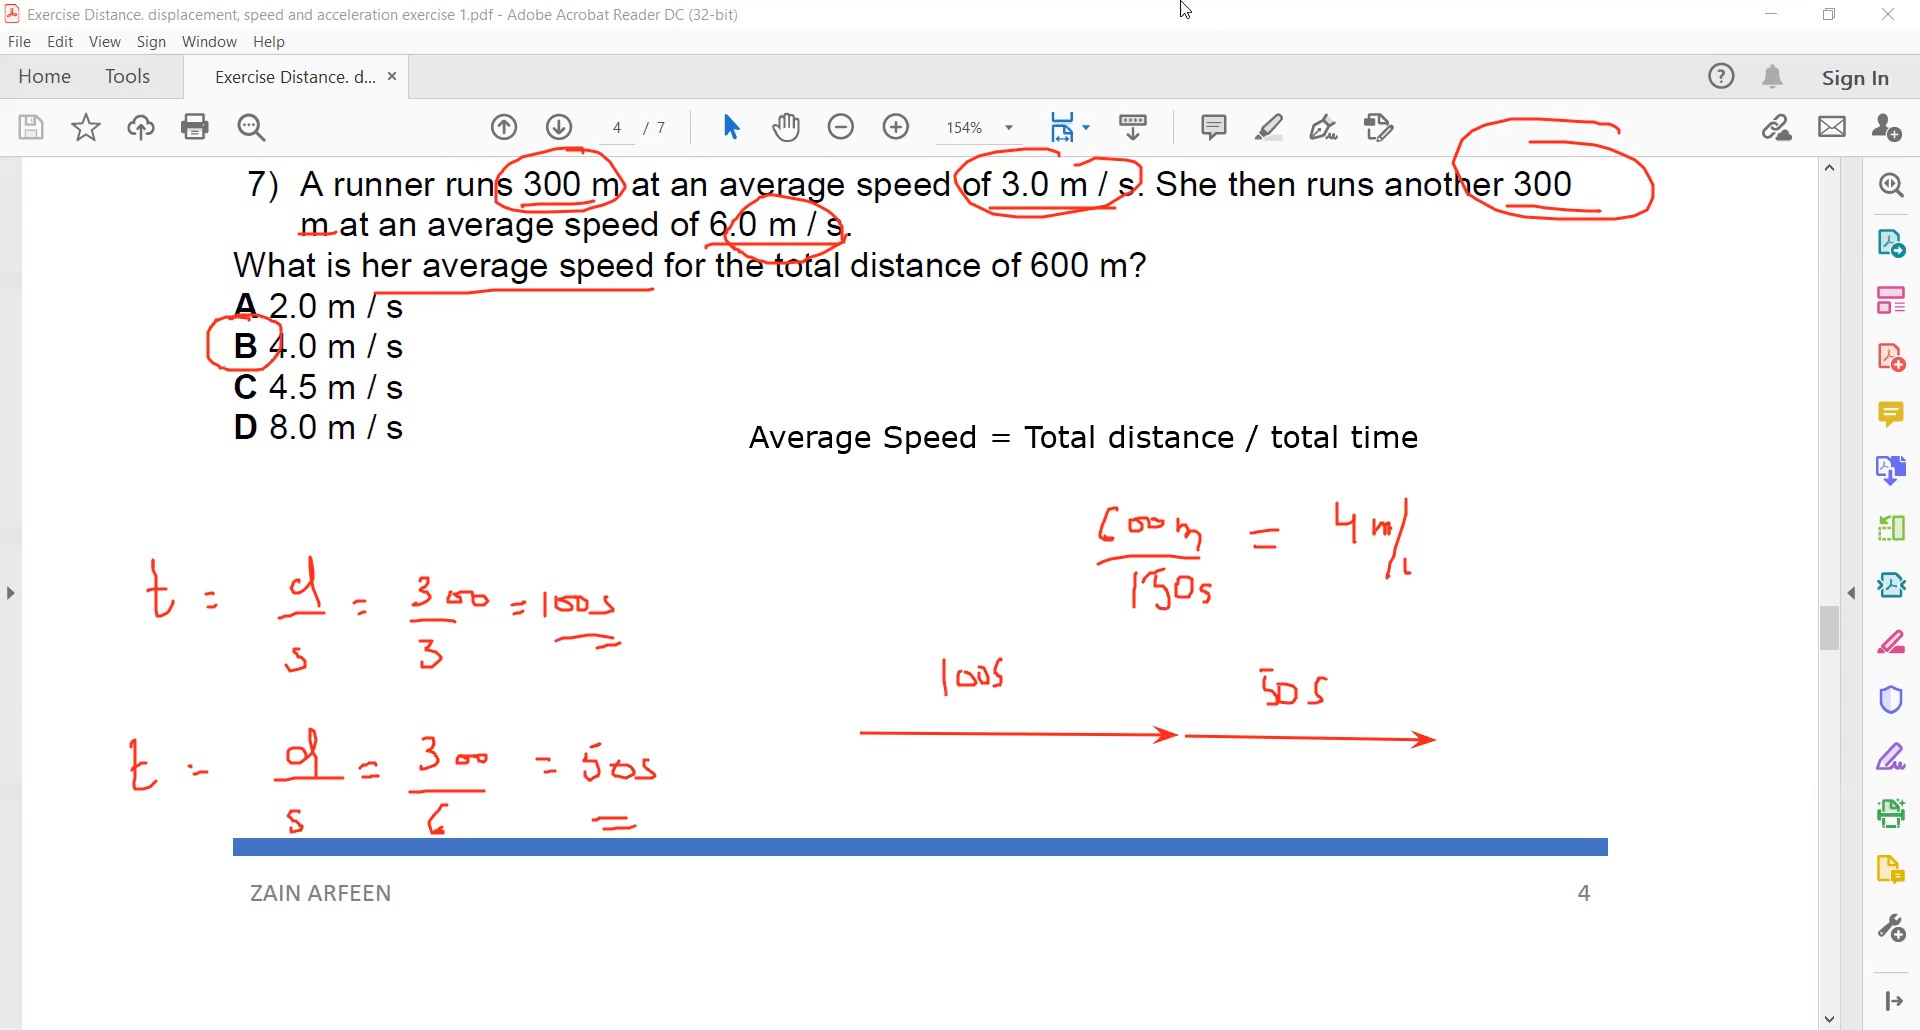 Exercise Distance. displacement, speed and acceleration exercise 1.pdf - Adobe Acrobat Reader DC (32-bit)
File Edit View Sign Window Help
Home Tools Exercise Distance. d... × Sign In
4 / 7 154%
7) A runner runs 300 m at an average speed of 3.0 m / s. She then runs another 300
m at an average speed of 6.0 m / s.
What is her average speed for the total distance of 600 m?
A 2.0 m / s
B 4.0 m / s
C 4.5 m / s
D 8.0 m / s
Average Speed = Total distance / total time
600m / 150s = 4 m/s
t = d/s = 300/3 = 100s
100s 50s
t = d/s = 300/6 = 50s
ZAIN ARFEEN 4